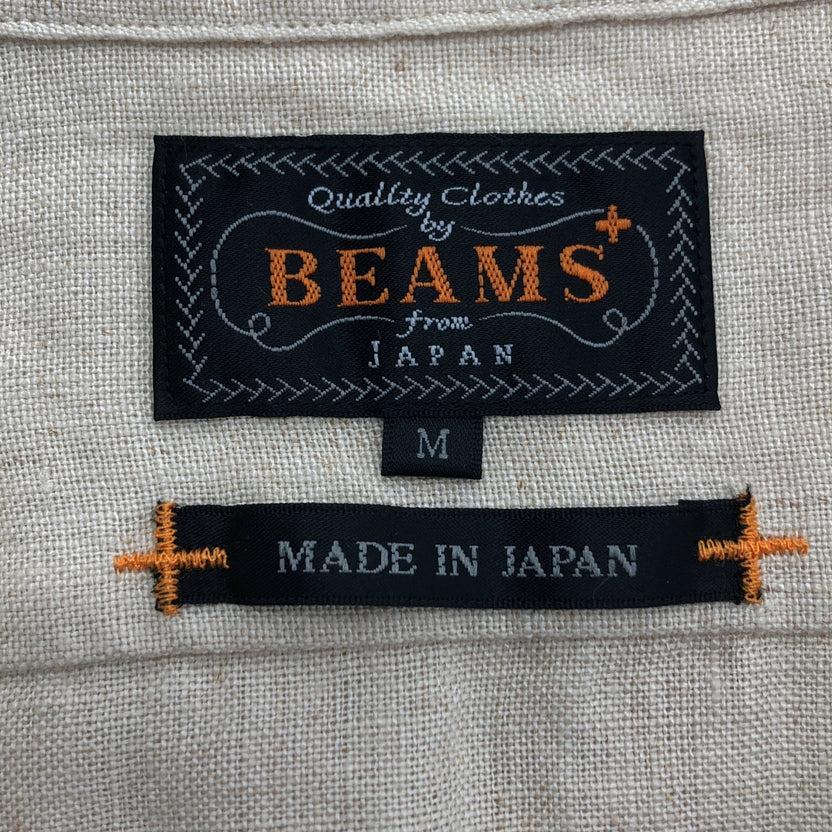 Quality Clothes
by
BEAMS+
from
JAPAN
M
MADE IN JAPAN